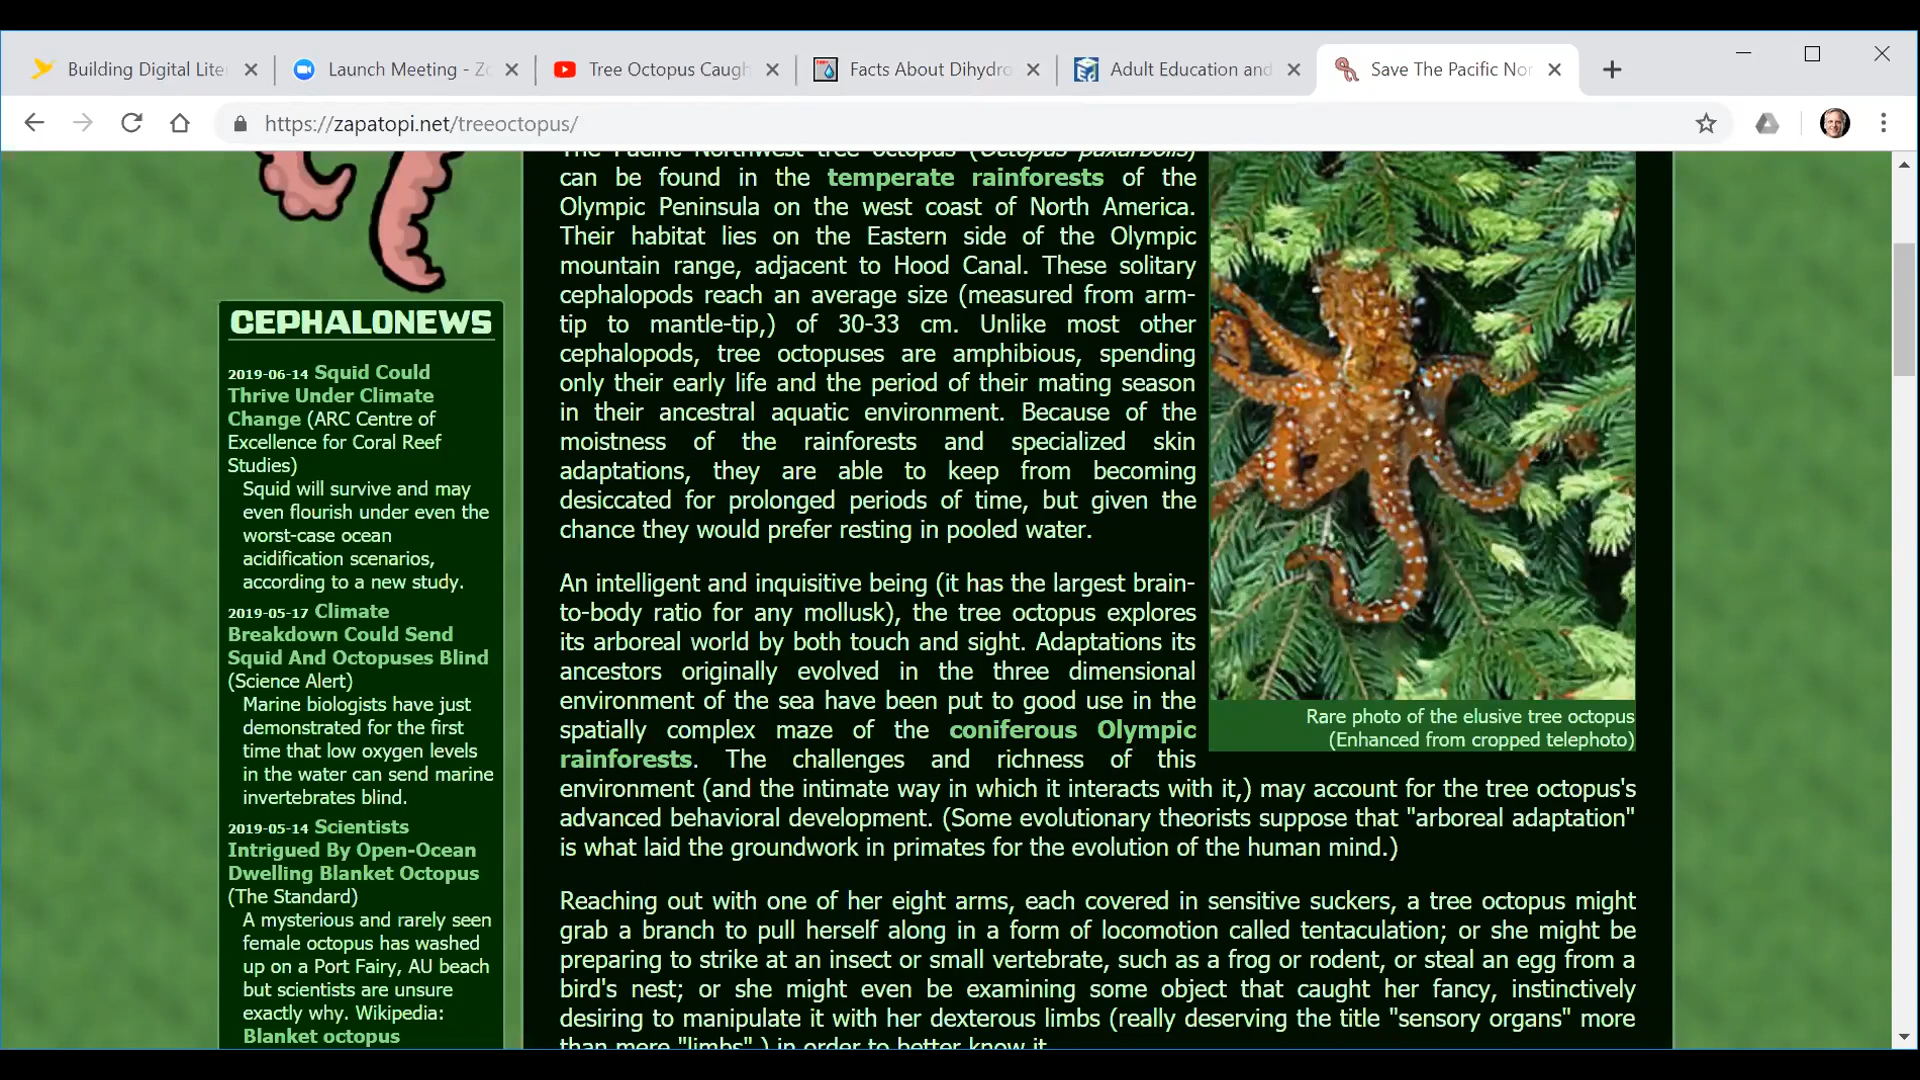 Building Digital Lite
Launch Meeting - Zo
Tree Octopus Caugh
Facts About Dihydro
Adult Education and
Save The Pacific Nor
https://zapatopi.net/treeoctopus/
CEPHALONEWS
2019-06-14 Squid Could
Thrive Under Climate
Change (ARC Centre of
Excellence for Coral Reef
Studies)
Squid will survive and may
even flourish under even the
worst-case ocean
acidification scenarios,
according to a new study.
2019-05-17 Climate
Breakdown Could Send
Squid And Octopuses Blind
(Science Alert)
Marine biologists have just
demonstrated for the first
time that low oxygen levels
in the water can send marine
invertebrates blind.
2019-05-14 Scientists
Intrigued By Open-Ocean
Dwelling Blanket Octopus
(The Standard)
A mysterious and rarely seen
female octopus has washed
up on a Port Fairy, AU beach
but scientists are unsure
exactly why. Wikipedia:
Blanket octopus
The Pacific Northwest tree octopus (Octopus paxarbolis)
can be found in the temperate rainforests of the
Olympic Peninsula on the west coast of North America.
Their habitat lies on the Eastern side of the Olympic
mountain range, adjacent to Hood Canal. These solitary
cephalopods reach an average size (measured from arm-
tip to mantle-tip,) of 30-33 cm. Unlike most other
cephalopods, tree octopuses are amphibious, spending
only their early life and the period of their mating season
in their ancestral aquatic environment. Because of the
moistness of the rainforests and specialized skin
adaptations, they are able to keep from becoming
desiccated for prolonged periods of time, but given the
chance they would prefer resting in pooled water.
An intelligent and inquisitive being (it has the largest brain-
to-body ratio for any mollusk), the tree octopus explores
its arboreal world by both touch and sight. Adaptations its
ancestors originally evolved in the three dimensional
environment of the sea have been put to good use in the
spatially complex maze of the coniferous Olympic
rainforests. The challenges and richness of this
environment (and the intimate way in which it interacts with it,) may account for the tree octopus's
advanced behavioral development. (Some evolutionary theorists suppose that "arboreal adaptation"
is what laid the groundwork in primates for the evolution of the human mind.)
Reaching out with one of her eight arms, each covered in sensitive suckers, a tree octopus might
grab a branch to pull herself along in a form of locomotion called tentaculation; or she might be
preparing to strike at an insect or small vertebrate, such as a frog or rodent, or steal an egg from a
bird's nest; or she might even be examining some object that caught her fancy, instinctively
desiring to manipulate it with her dexterous limbs (really deserving the title "sensory organs" more
than mere "limbs",) in order to better know it.
Rare photo of the elusive tree octopus
(Enhanced from cropped telephoto)